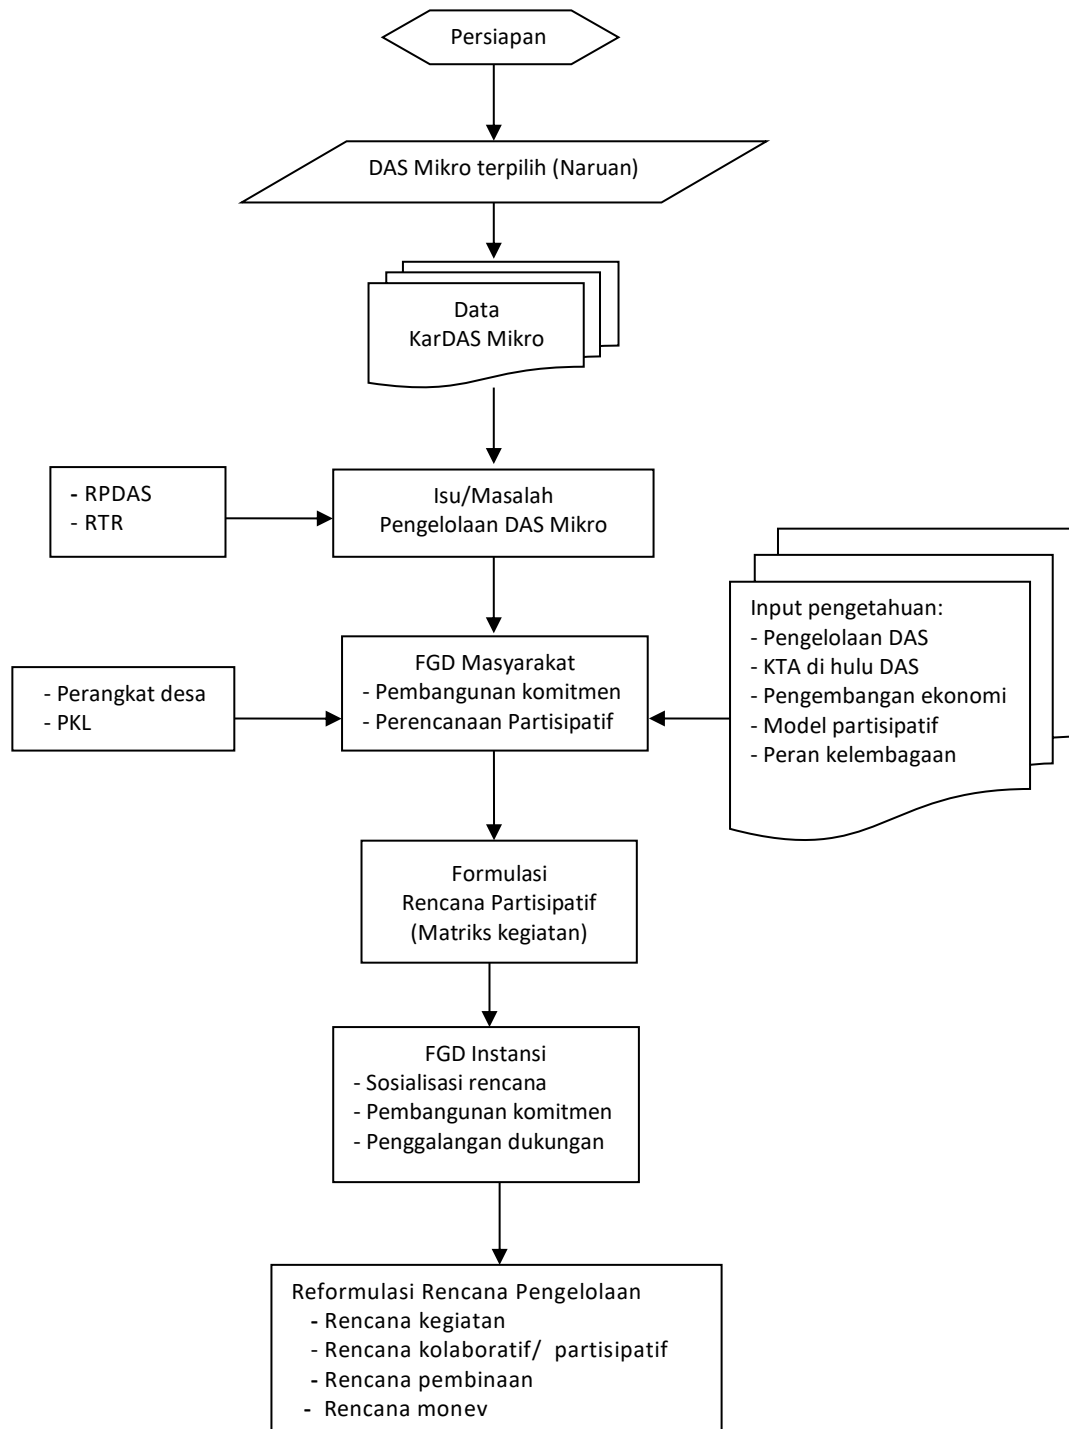 Persiapan
DAS Mikro terpilih (Naruan)
Data
KarDAS Mikro
- RPDAS
- RTR
Isu/Masalah
Pengelolaan DAS Mikro
Input pengetahuan:
- Pengelolaan DAS
- KTA di hulu DAS
- Pengembangan ekonomi
- Model partisipatif
- Peran kelembagaan
- Perangkat desa
- PKL
FGD Masyarakat
- Pembangunan komitmen
- Perencanaan Partisipatif
Formulasi
Rencana Partisipatif
(Matriks kegiatan)
FGD Instansi
- Sosialisasi rencana
- Pembangunan komitmen
- Penggalangan dukungan
Reformulasi Rencana Pengelolaan
- Rencana kegiatan
- Rencana kolaboratif/ partisipatif
- Rencana pembinaan
- Rencana monev